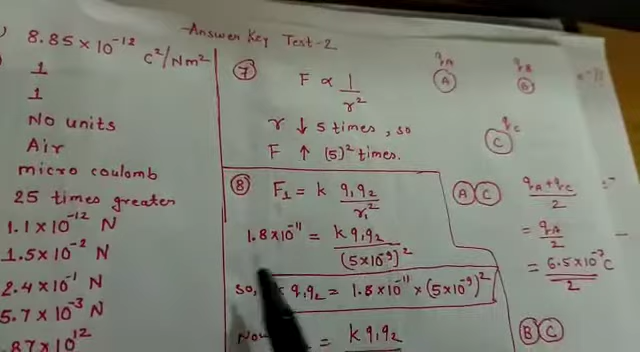 -Answer Key Test-2
8.85×10⁻¹² C²/Nm²
1
1
No units
Air
micro coulomb
25 times greater
1.1×10⁻¹² N
1.5×10⁻² N
2.4×10⁻¹ N
5.7×10⁻³ N
87×10¹²
7
F ∝ 1/r²
r ↓ 5 times, so
F ↑ (5)² times.
qA
A
qB
B
qC
C
8
F₁ = k q₁q₂ / r₁²
1.8×10⁻¹¹ = k q₁q₂ / (5×10⁻⁹)²
so, q₁q₂ = 1.8×10⁻¹¹ × (5×10⁻⁹)²
Now = k q₁q₂
A C
qA+qC / 2
= qA / 2
= 6.5×10⁻⁷C / 2
B C